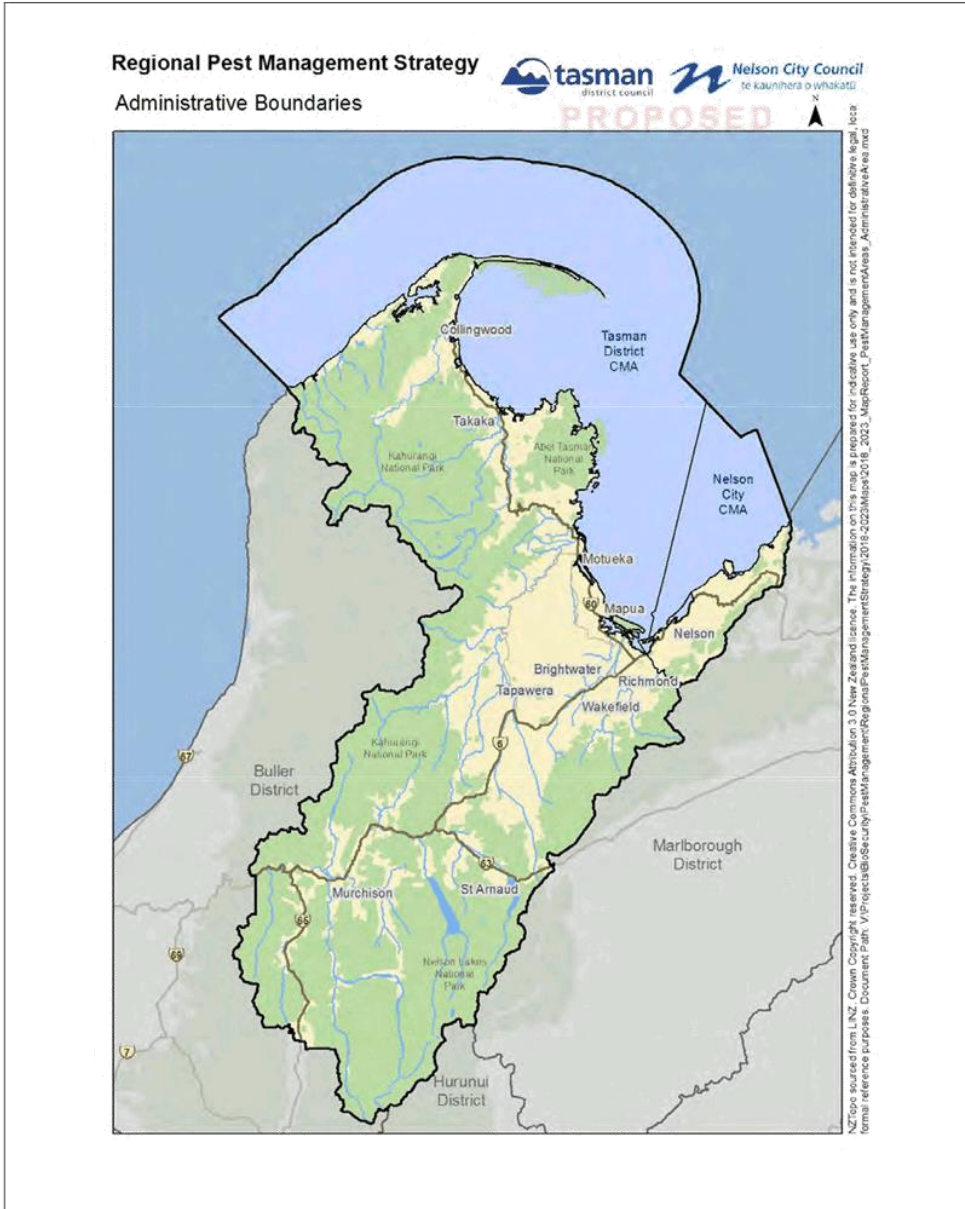 Regional Pest Management Strategy
Administrative Boundaries
tasman
district council
Nelson City Council
te kaunihera o whakatū
PROPOSED
N
Collingwood
Tasman
District
CMA
Takaka
Kahurangi
National Park
Abel Tasman
National
Park
Nelson
City
CMA
Motueka
60
Mapua
Nelson
Brightwater
Richmond
Tapawera
Wakefield
6
Kahurangi
National Park
67
Buller
District
Marlborough
District
63
Murchison
St Arnaud
65
69
Nelson Lakes
National
Park
7
Hurunui
District
NZTopo sourced from LINZ. Crown Copyright reserved. Creative Commons Attribution 3.0 New Zealand licence. The information on this map is prepared for indicative use only and is not intended for definitive legal, loca
formal reference purposes. Document Path: V:\Projects\BioSecurity\PestManagement\RegionalPestManagementStrategy\2018-2023\Maps\2018_2023_MapReport_PestManagementAreas_AdministrativeArea.mxd